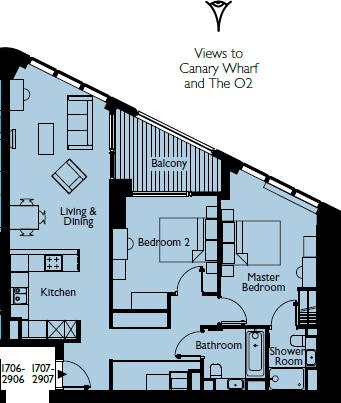 Views to
Canary Wharf
and The O2
Balcony
Living &
Dining
Bedroom 2
Master
Bedroom
Kitchen
Bathroom
Shower
Room
1706-
2906
1707-
2907